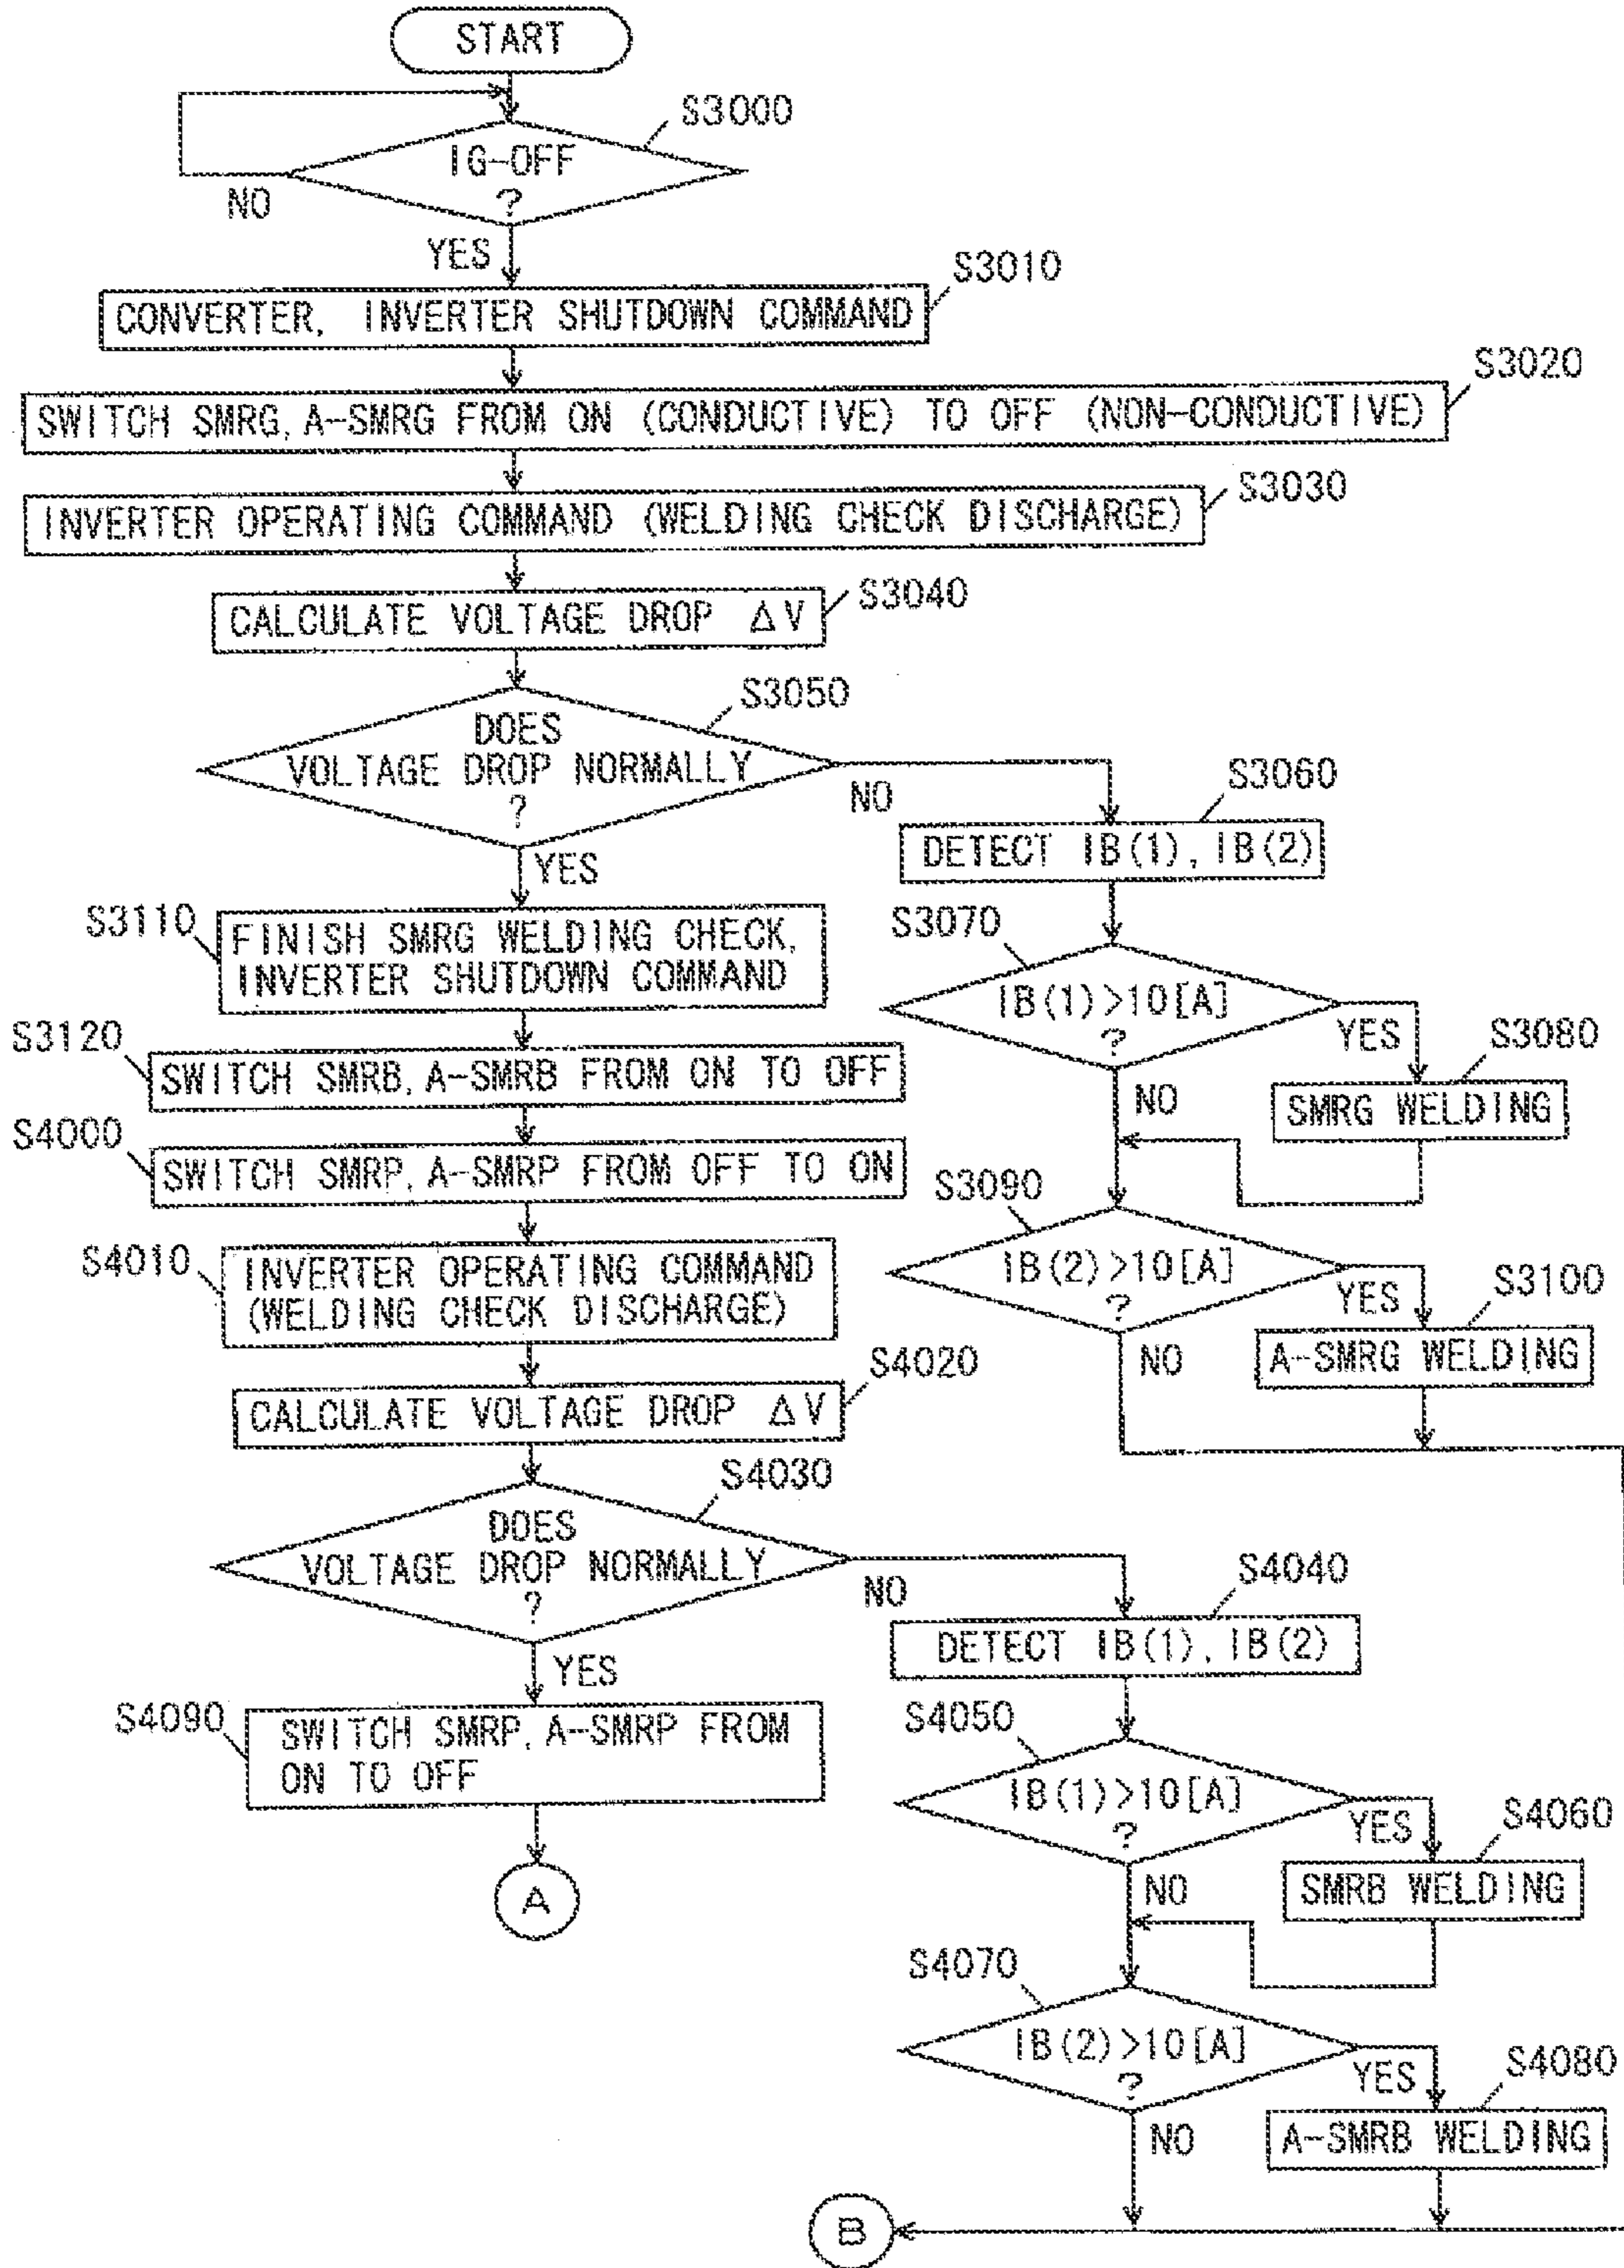 START
S3000
IG-OFF
?
NO
YES
S3010
CONVERTER, INVERTER SHUTDOWN COMMAND
S3020
SWITCH SMRG, A-SMRG FROM ON (CONDUCTIVE) TO OFF (NON-CONDUCTIVE)
S3030
INVERTER OPERATING COMMAND (WELDING CHECK DISCHARGE)
S3040
CALCULATE VOLTAGE DROP ΔV
S3050
DOES
VOLTAGE DROP NORMALLY
?
NO
YES
S3060
DETECT IB(1), IB(2)
S3070
IB(1)>10[A]
?
YES
NO
S3080
SMRG WELDING
S3090
IB(2)>10[A]
?
YES
NO
S3100
A-SMRG WELDING
S3110
FINISH SMRG WELDING CHECK,
INVERTER SHUTDOWN COMMAND
S3120
SWITCH SMRB, A-SMRB FROM ON TO OFF
S4000
SWITCH SMRP, A-SMRP FROM OFF TO ON
S4010
INVERTER OPERATING COMMAND
(WELDING CHECK DISCHARGE)
S4020
CALCULATE VOLTAGE DROP ΔV
S4030
DOES
VOLTAGE DROP NORMALLY
?
NO
YES
S4040
DETECT IB(1), IB(2)
S4050
IB(1)>10[A]
?
YES
NO
S4060
SMRB WELDING
S4070
IB(2)>10[A]
?
YES
NO
S4080
A-SMRB WELDING
S4090
SWITCH SMRP, A-SMRP FROM
ON TO OFF
A
B